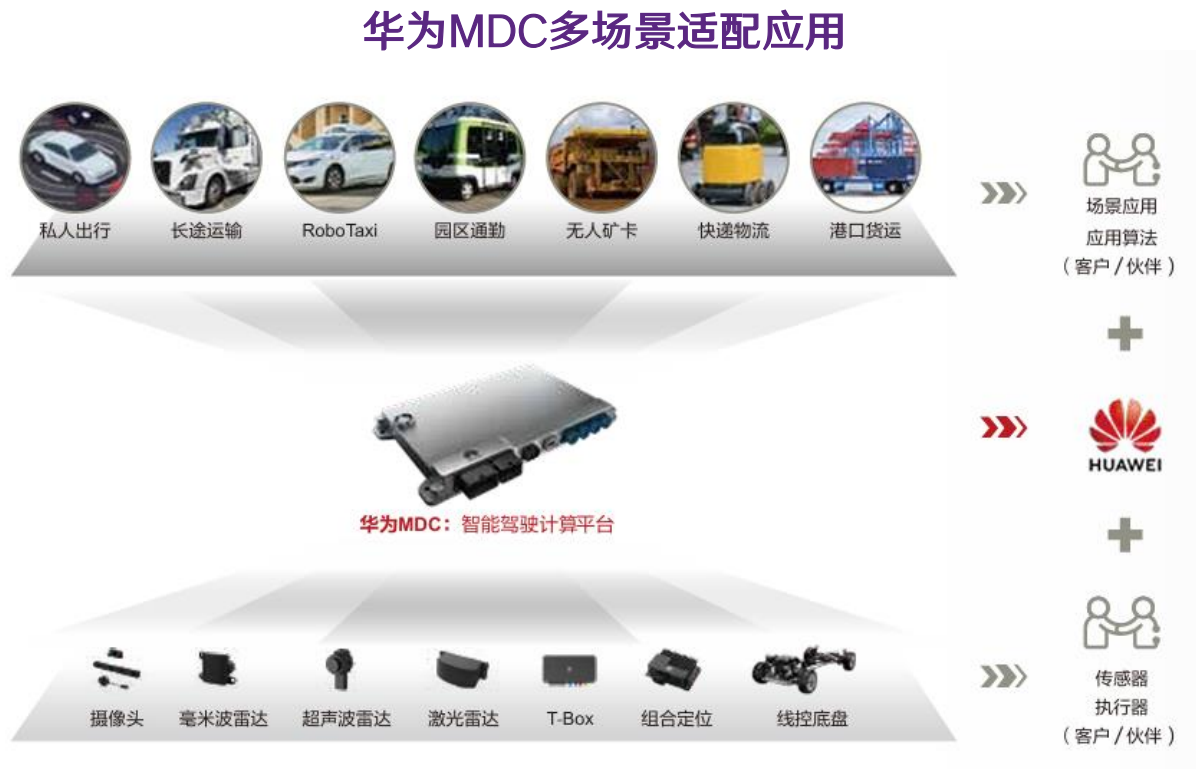 华为MDC多场景适配应用
私人出行
长途运输
RoboTaxi
园区通勤
无人矿卡
快递物流
港口货运
场景应用
应用算法
(客户/伙伴)
华为MDC：智能驾驶计算平台
HUAWEI
摄像头
毫米波雷达
超声波雷达
激光雷达
T-Box
组合定位
线控底盘
传感器
执行器
(客户/伙伴)